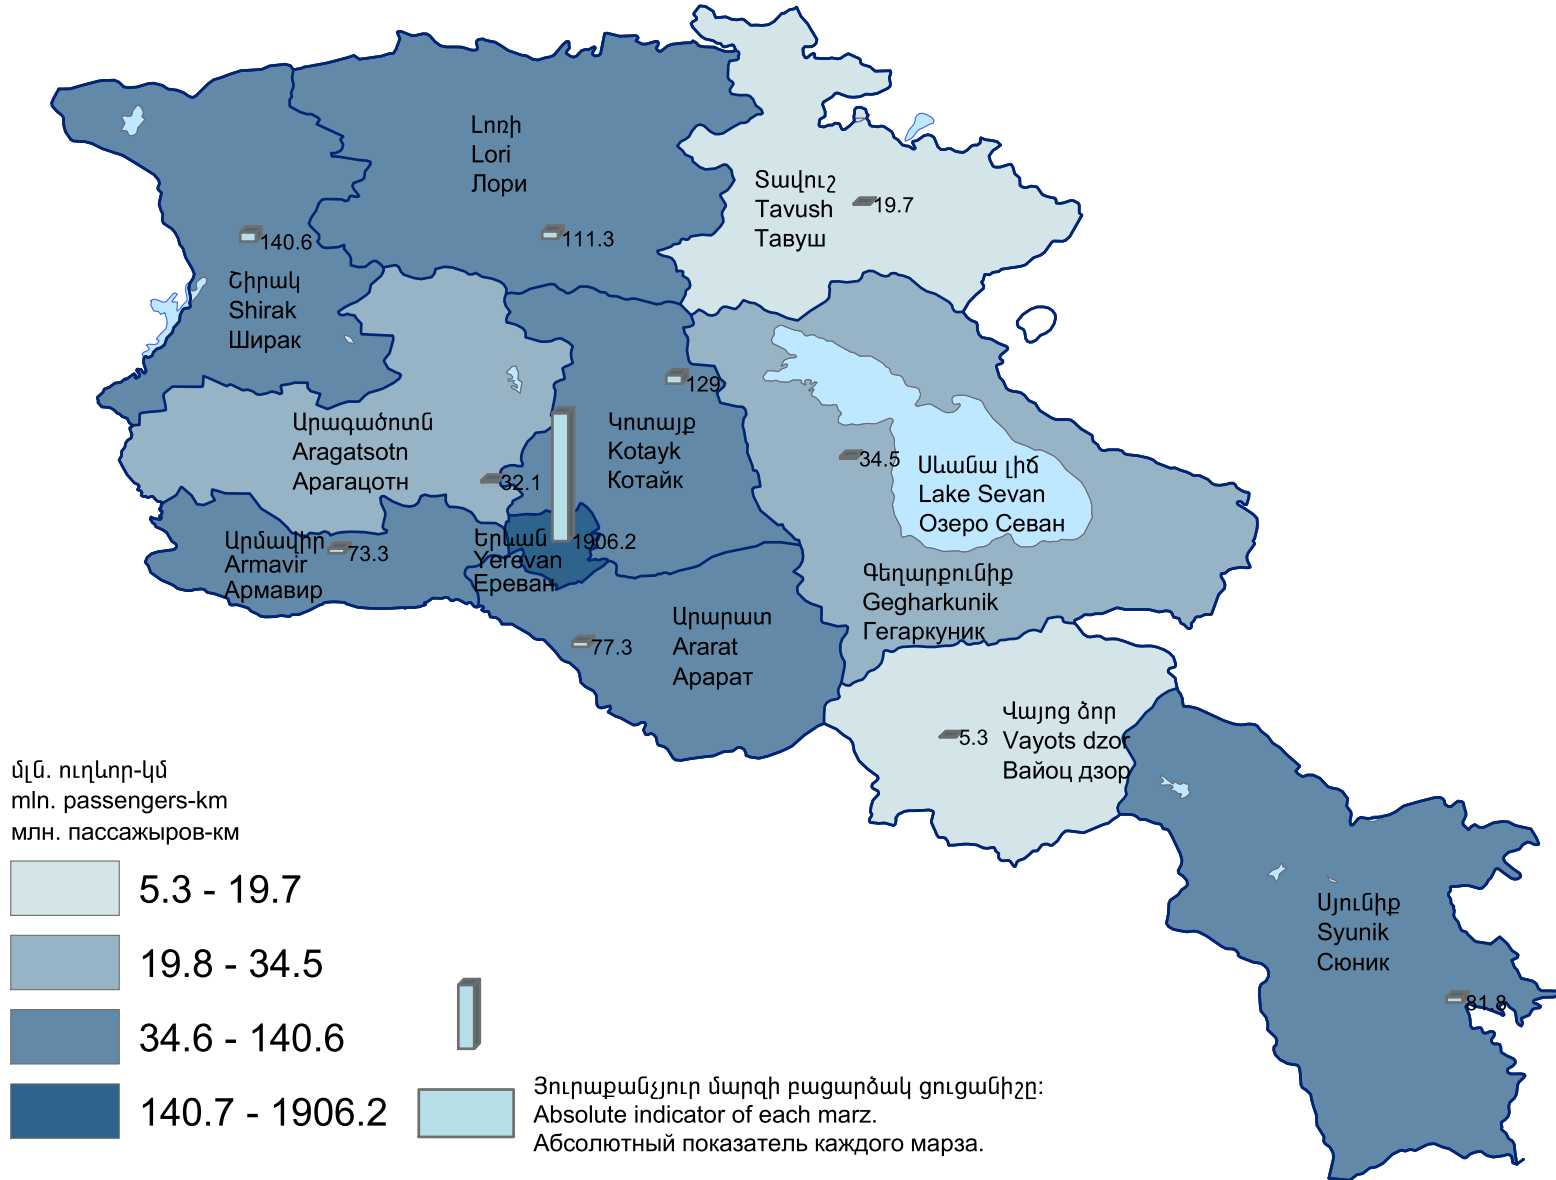 Լոռի
Lori
Лори
111.3
Տավուշ
Tavush
Тавуш
19.7
140.6
Շիրակ
Shirak
Ширак
129
Արագածոտն
Aragatsotn
Арагацотн
32.1
Կոտայք
Kotayk
Котайк
34.5
Սևանա լիճ
Lake Sevan
Озеро Севан
Արմավիր
Armavir
Армавир
73.3
Երևան
Yerevan
Ереван
1906.2
Գեղարքունիք
Gegharkunik
Гегаркуник
Արարատ
Ararat
Арарат
77.3
Վայոց ձոր
Vayots dzor
Вайоц дзор
5.3
Սյունիք
Syunik
Сюник
81.8
մլն. ուղևոր-կմ
mln. passengers-km
млн. пассажыров-км
5.3 - 19.7
19.8 - 34.5
34.6 - 140.6
140.7 - 1906.2
Յուրաքանչյուր մարզի բացարձակ ցուցանիշը:
Absolute indicator of each marz.
Абсолютный показатель каждого марза.